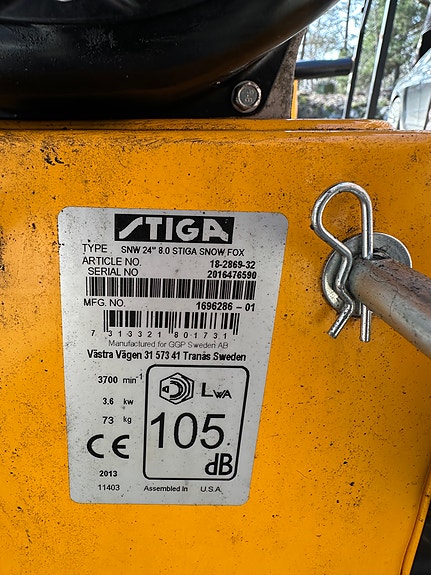 STIGA
TYPE SNW 24" 8.0 STIGA SNOW FOX
ARTICLE NO. 18-2869-32
SERIAL NO 2016476590
MFG. NO. 1696286 - 01
7 313321 801731
Manufactured for GGP Sweden AB
Västra Vägen 31 573 41 Tranås Sweden
3700 min-1
3.6 kw
73 kg
LWA
105
dB
CE
2013
11403 Assembled In U.S.A.